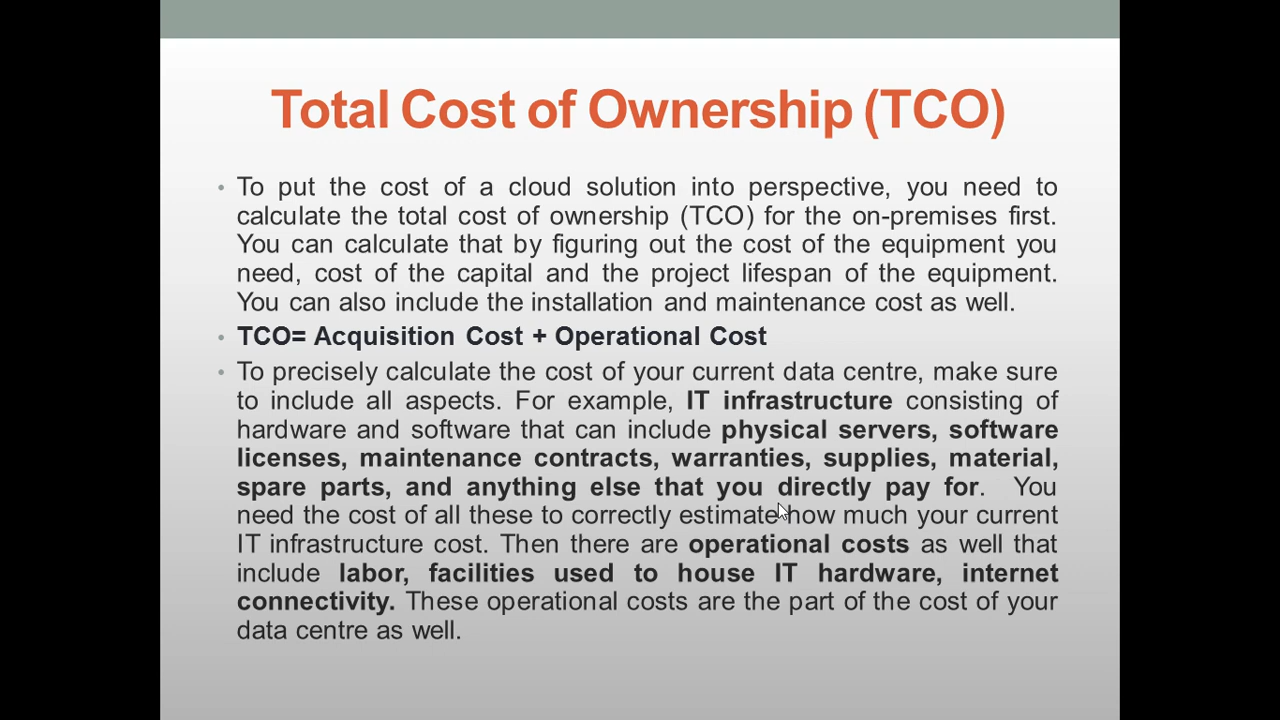 Total Cost of Ownership (TCO)
• To put the cost of a cloud solution into perspective, you need to
calculate the total cost of ownership (TCO) for the on-premises first.
You can calculate that by figuring out the cost of the equipment you
need, cost of the capital and the project lifespan of the equipment.
You can also include the installation and maintenance cost as well.
• TCO= Acquisition Cost + Operational Cost
• To precisely calculate the cost of your current data centre, make sure
to include all aspects. For example, IT infrastructure consisting of
hardware and software that can include physical servers, software
licenses, maintenance contracts, warranties, supplies, material,
spare parts, and anything else that you directly pay for. You
need the cost of all these to correctly estimate how much your current
IT infrastructure cost. Then there are operational costs as well that
include labor, facilities used to house IT hardware, internet
connectivity. These operational costs are the part of the cost of your
data centre as well.